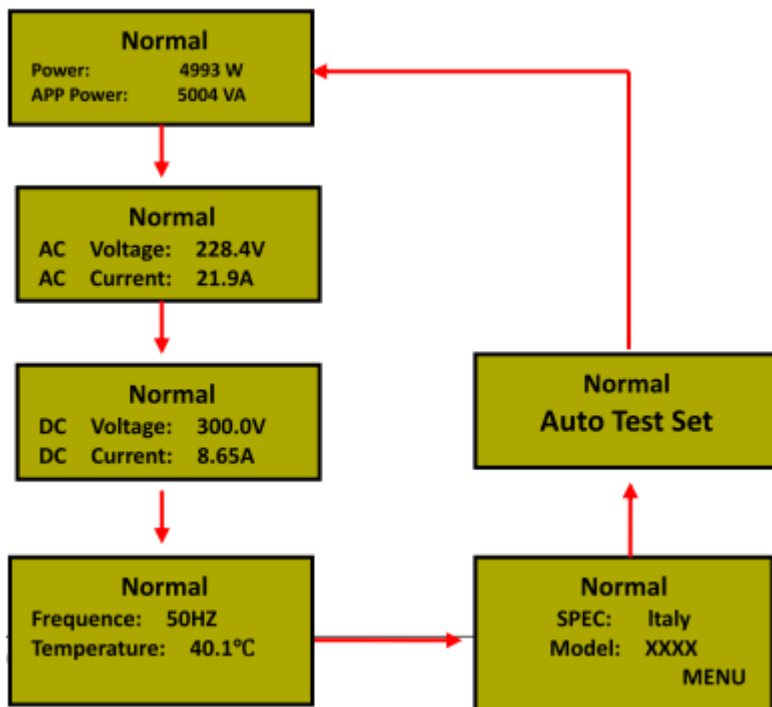 Normal
Power: 4993 W
APP Power: 5004 VA
Normal
AC Voltage: 228.4V
AC Current: 21.9A
Normal
DC Voltage: 300.0V
DC Current: 8.65A
Normal
Frequence: 50HZ
Temperature: 40.1℃
Normal
SPEC: Italy
Model: XXXX
MENU
Normal
Auto Test Set